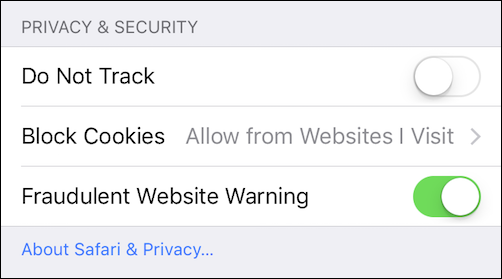 PRIVACY & SECURITY
Do Not Track
Block Cookies Allow from Websites I Visit
Fraudulent Website Warning
About Safari & Privacy...